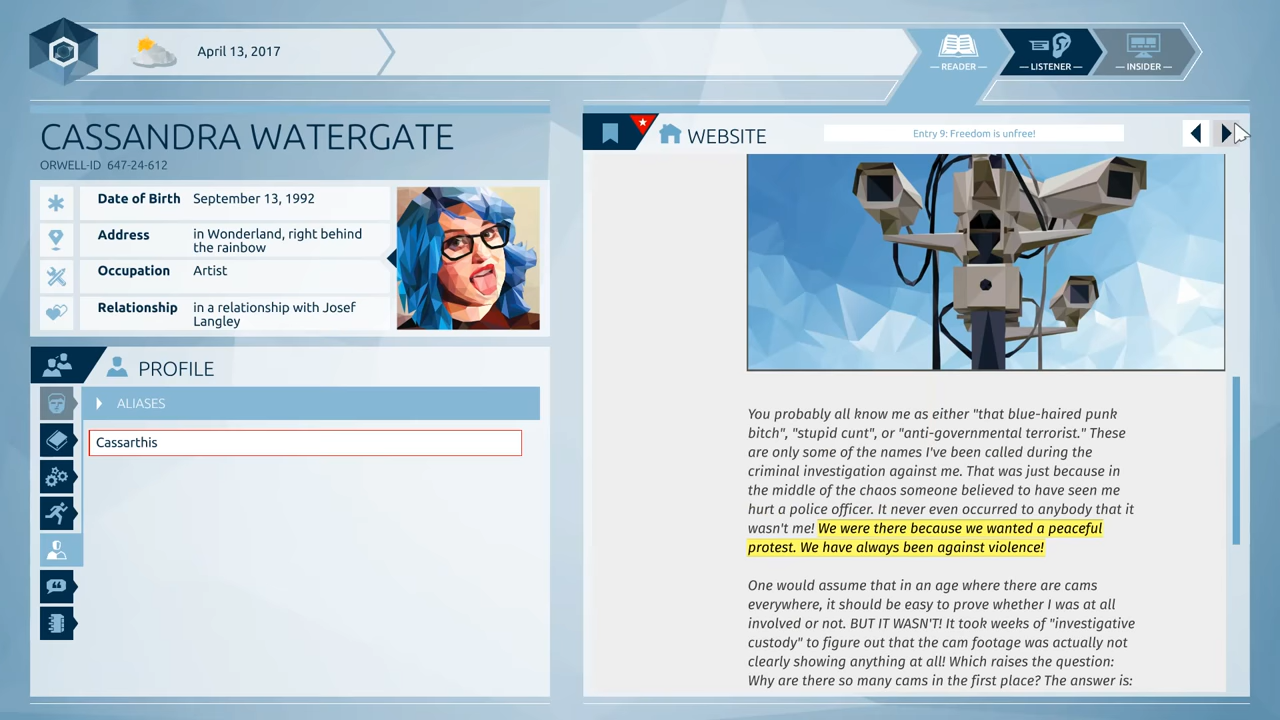 April 13, 2017
— READER —
— LISTENER —
— INSIDER —
CASSANDRA WATERGATE
ORWELL-ID 647-24-612
Date of Birth September 13, 1992
Address in Wonderland, right behind
the rainbow
Occupation Artist
Relationship in a relationship with Josef
Langley
PROFILE
ALIASES
Cassarthis
WEBSITE
Entry 9: Freedom is unfree!
You probably all know me as either "that blue-haired punk
bitch", "stupid cunt", or "anti-governmental terrorist." These
are only some of the names I've been called during the
criminal investigation against me. That was just because in
the middle of the chaos someone believed to have seen me
hurt a police officer. It never even occurred to anybody that it
wasn't me! We were there because we wanted a peaceful
protest. We have always been against violence!
One would assume that in an age where there are cams
everywhere, it should be easy to prove whether I was at all
involved or not. BUT IT WASN'T! It took weeks of "investigative
custody" to figure out that the cam footage was actually not
clearly showing anything at all! Which raises the question:
Why are there so many cams in the first place? The answer is: